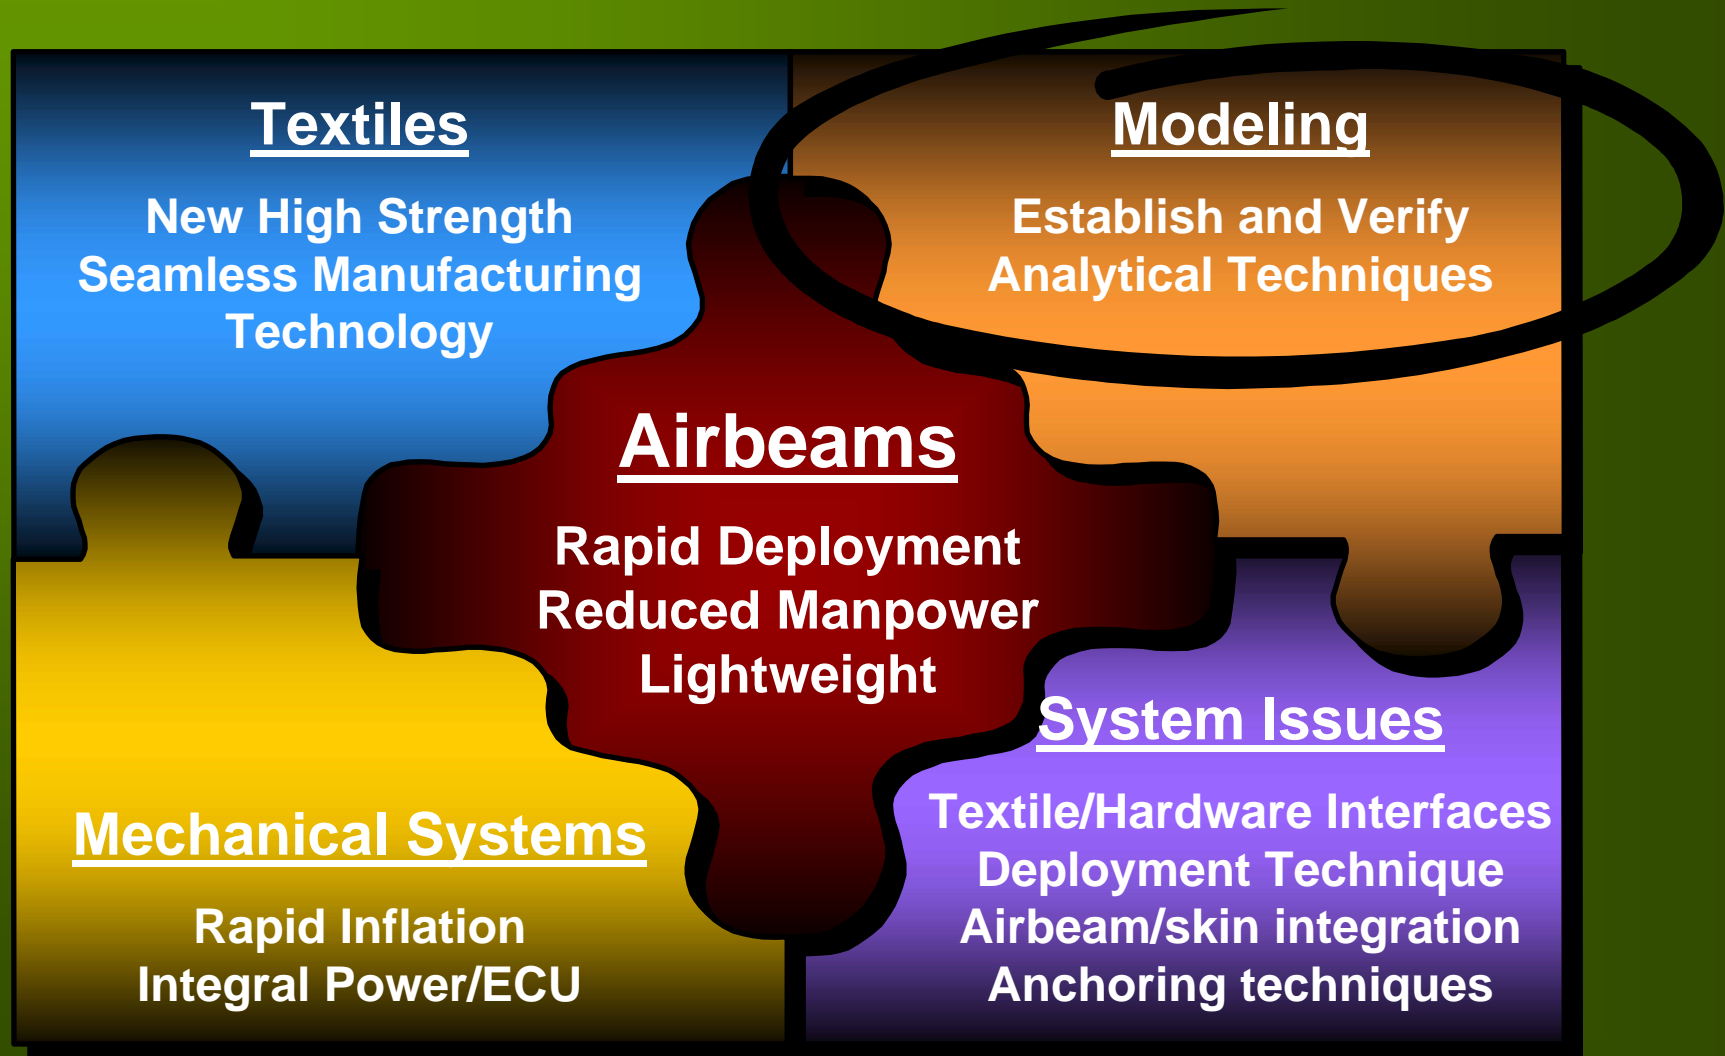 Textiles
New High Strength
Seamless Manufacturing
Technology
Modeling
Establish and Verify
Analytical Techniques
Airbeams
Rapid Deployment
Reduced Manpower
Lightweight
Mechanical Systems
Rapid Inflation
Integral Power/ECU
System Issues
Textile/Hardware Interfaces
Deployment Technique
Airbeam/skin integration
Anchoring techniques